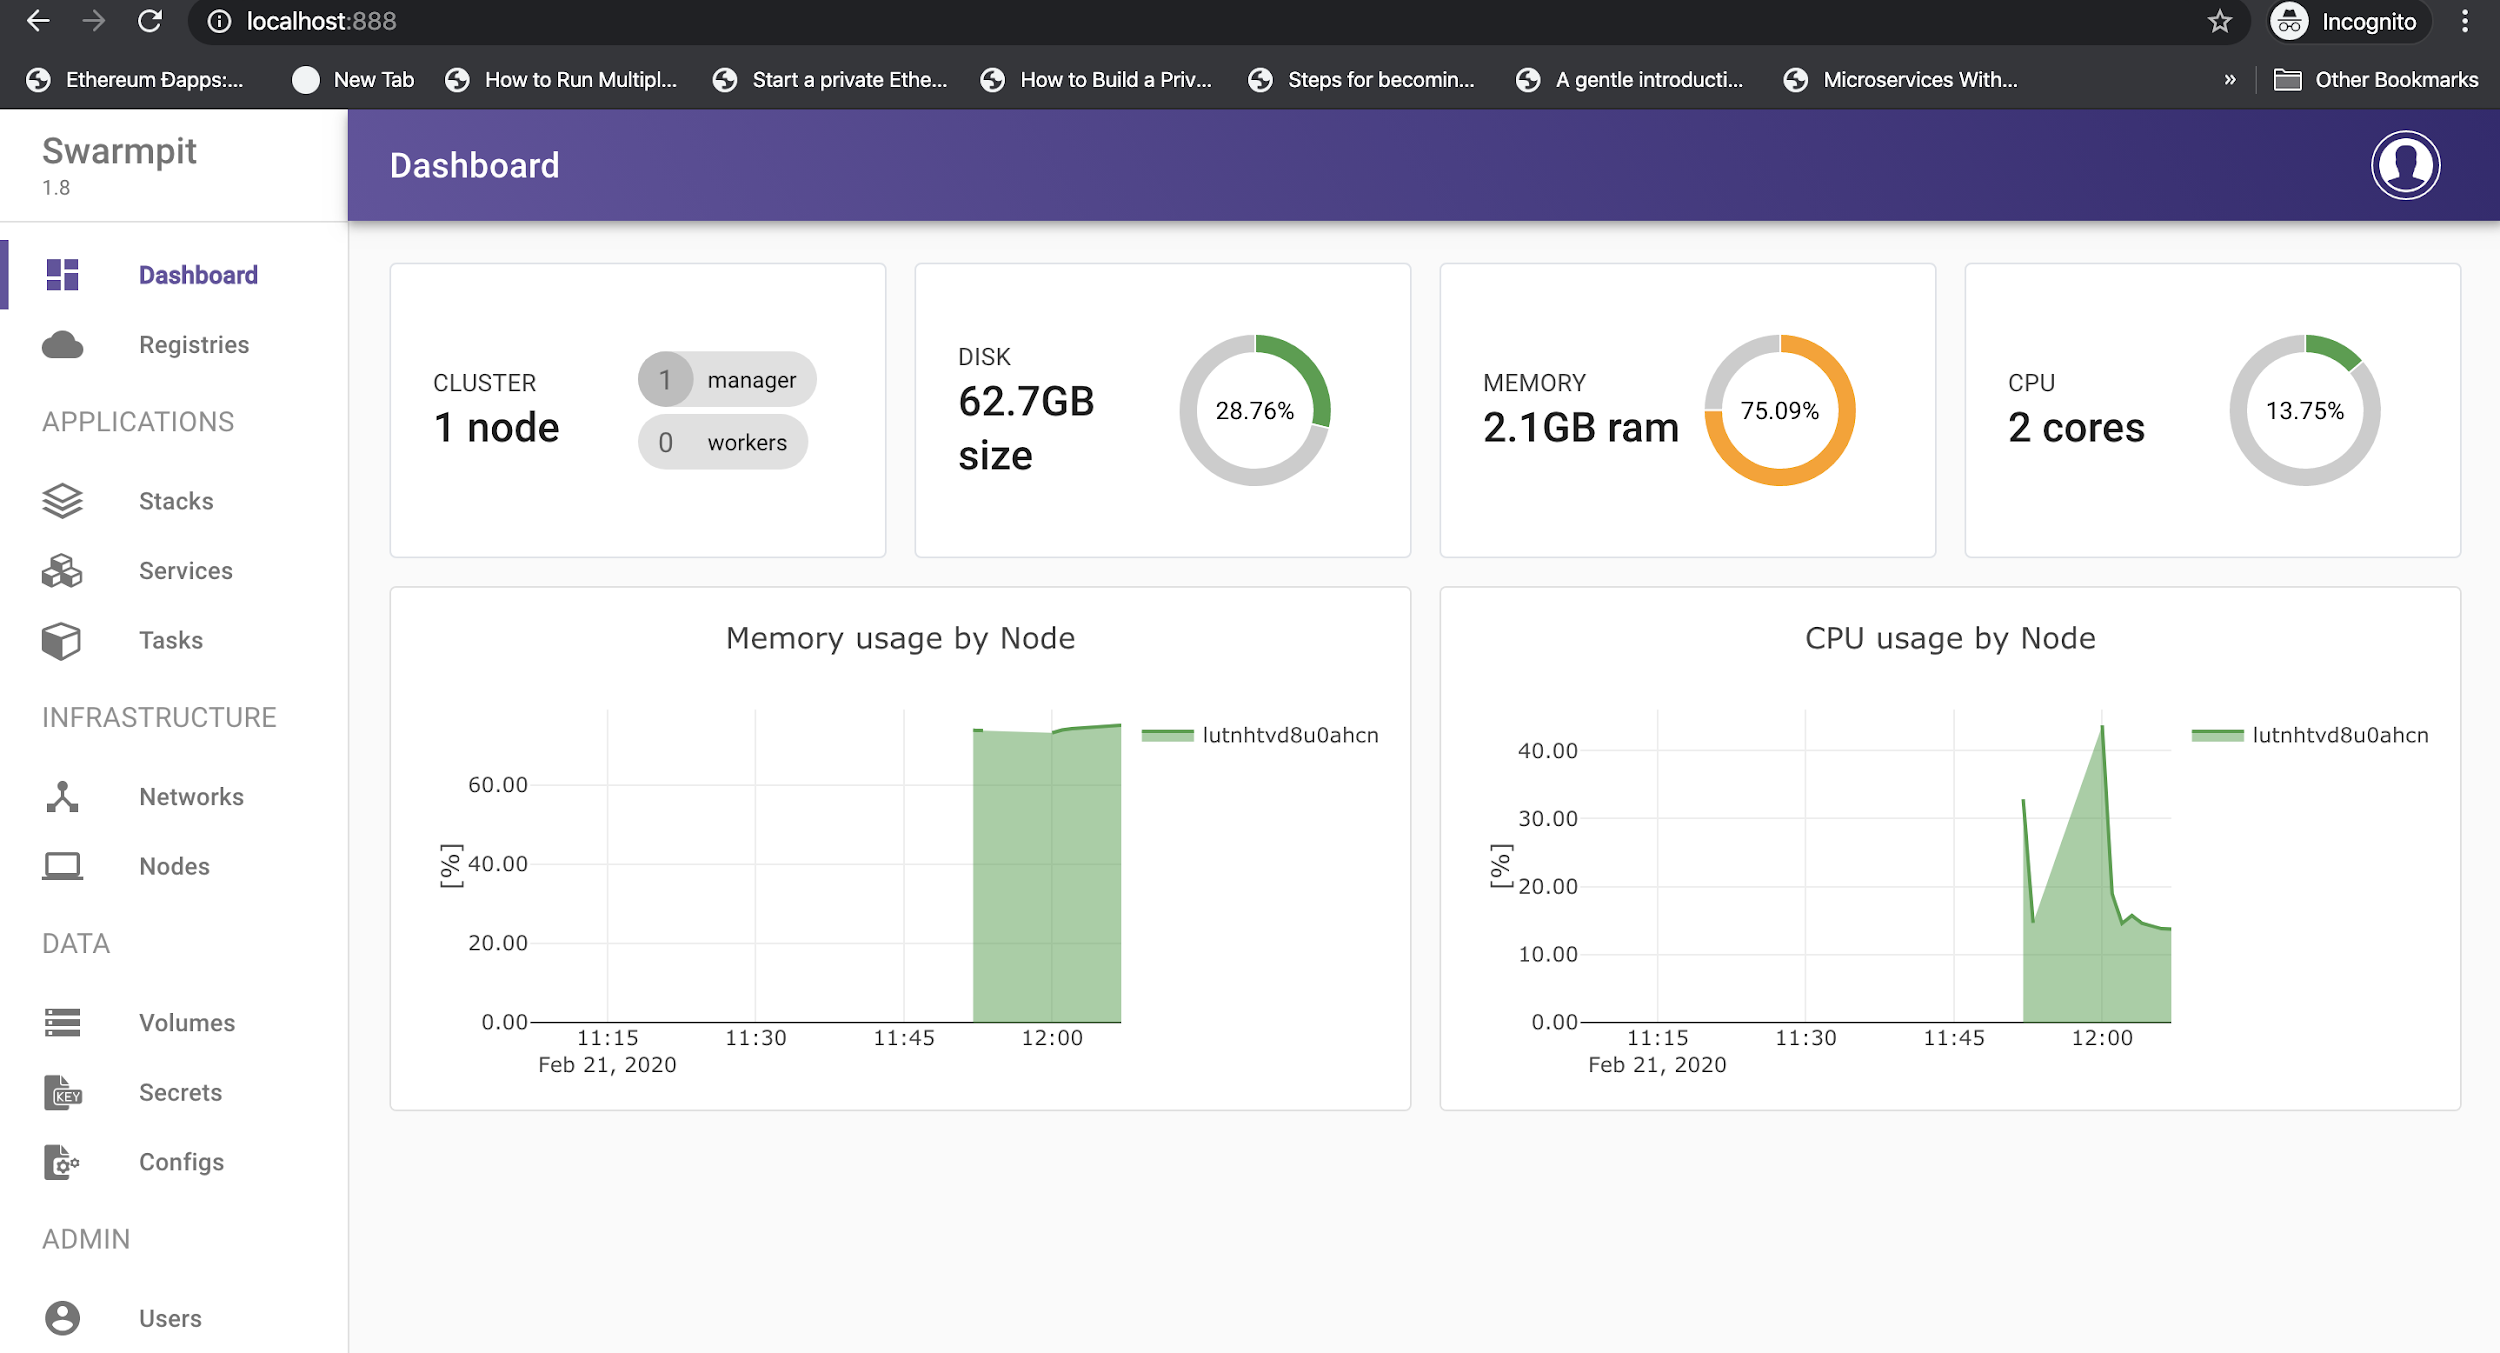 localhost:888
Incognito
Ethereum Ðapps:...
New Tab
How to Run Multipl...
Start a private Ethe...
How to Build a Priv...
Steps for becomin...
A gentle introducti...
Microservices With...
»
Other Bookmarks
Swarmpit
1.8
Dashboard
Dashboard
Registries
APPLICATIONS
Stacks
Services
Tasks
INFRASTRUCTURE
Networks
Nodes
DATA
Volumes
KEY
Secrets
Configs
ADMIN
Users
CLUSTER
1 node
1 manager
0 workers
DISK
62.7GB
size
28.76%
MEMORY
2.1GB ram
75.09%
CPU
2 cores
13.75%
Memory usage by Node
lutnhtvd8u0ahcn
60.00
40.00
20.00
0.00
[%]
11:15
11:30
11:45
12:00
Feb 21, 2020
CPU usage by Node
lutnhtvd8u0ahcn
40.00
30.00
20.00
10.00
0.00
[%]
11:15
11:30
11:45
12:00
Feb 21, 2020